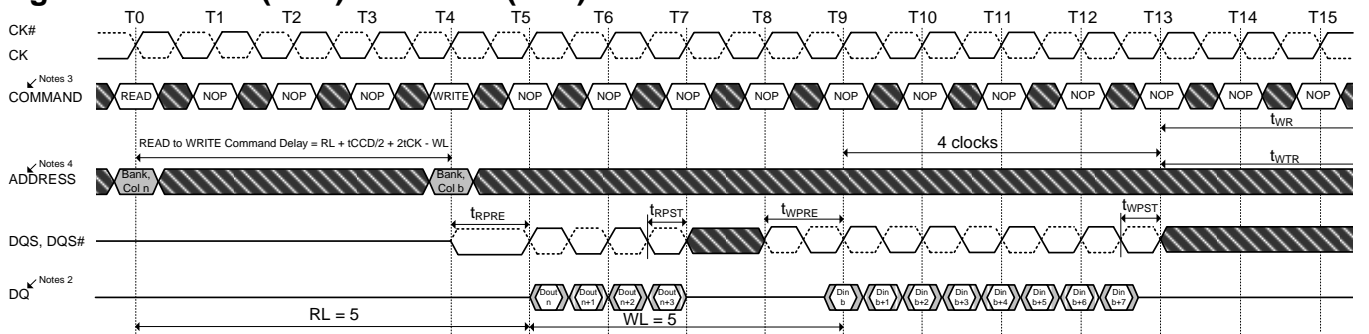 T0 T1 T2 T3 T4 T5 T6 T7 T8 T9 T10 T11 T12 T13 T14 T15
CK#
CK
Notes 3
COMMAND READ NOP NOP NOP WRITE NOP NOP NOP NOP NOP NOP NOP NOP NOP NOP NOP
tWR
READ to WRITE Command Delay = RL + tCCD/2 + 2tCK - WL
4 clocks
tWTR
Notes 4
ADDRESS
Bank, Col n
Bank, Col b
tRPRE tRPST tWPRE tWPST
DQS, DQS#
Notes 2
DQ
Dout n
Dout n+1
Dout n+2
Dout n+3
Din b
Din b+1
Din b+2
Din b+3
Din b+4
Din b+5
Din b+6
Din b+7
RL = 5
WL = 5